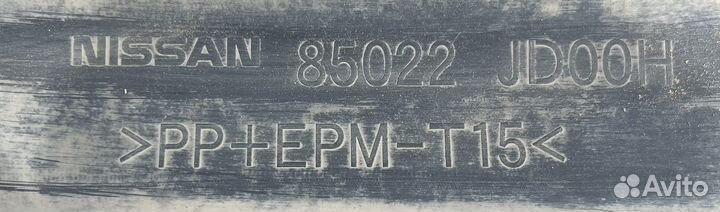 NISSAN 85022 JD00H
>PP+EPM-T15<
Avito